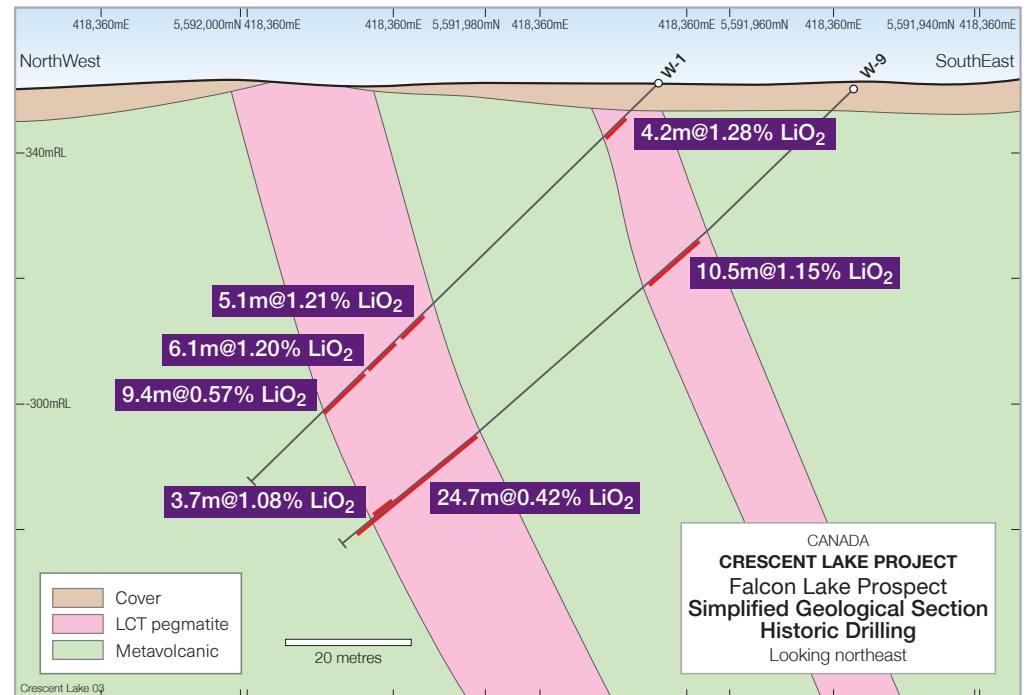 418,360mE 5,592,000mN 418,360mE 418,360mE 5,591,980mN 418,360mE 418,360mE 5,591,960mN 418,360mE 5,591,940mN 418,360mE
NorthWest
W-1
W-9
SouthEast
340mRL
4.2m@1.28% LiO2
10.5m@1.15% LiO2
5.1m@1.21% LiO2
6.1m@1.20% LiO2
9.4m@0.57% LiO2
-300mRL
3.7m@1.08% LiO2
24.7m@0.42% LiO2
CANADA
CRESCENT LAKE PROJECT
Falcon Lake Prospect
Simplified Geological Section
Historic Drilling
Looking northeast
Cover
LCT pegmatite
Metavolcanic
20 metres
Crescent Lake 03